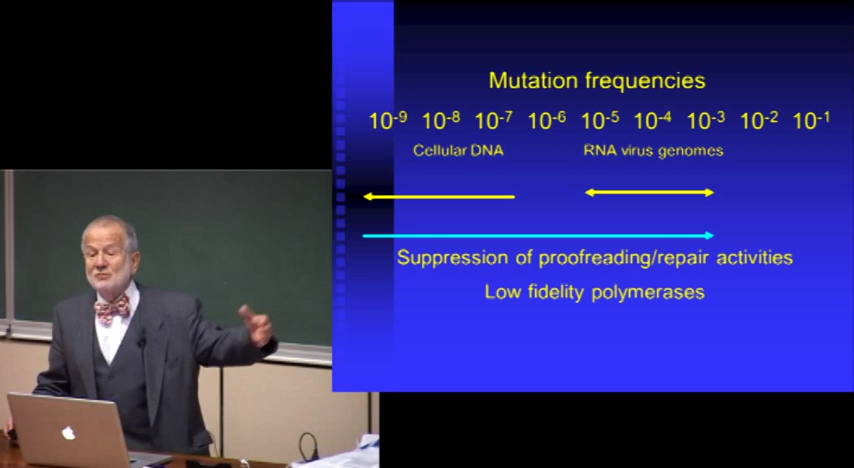 Mutation frequencies
10⁻⁹ 10⁻⁸ 10⁻⁷ 10⁻⁶ 10⁻⁵ 10⁻⁴ 10⁻³ 10⁻² 10⁻¹
Cellular DNA RNA virus genomes
Suppression of proofreading/repair activities
Low fidelity polymerases